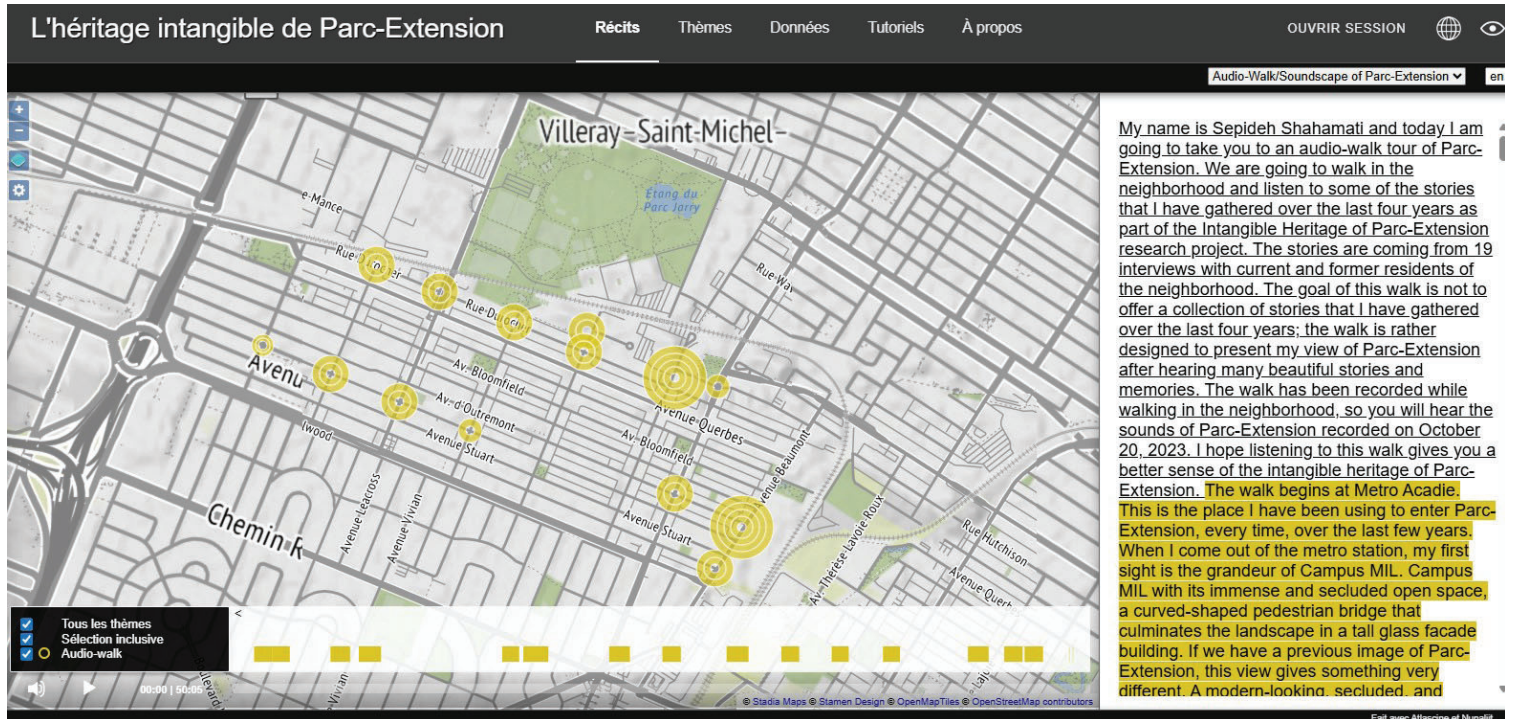 L'héritage intangible de Parc-Extension
Récits
Thèmes
Données
Tutoriels
À propos
OUVRIR SESSION
Audio-Walk/Soundscape of Parc-Extension
en
+
−
Villeray–Saint-Michel–
Étang du
Parc Jarry
e-Mance
Rue-Durocher
Rue-Durocher
Rue-Way
Avenu
Av. Bloomfield
Av. d'Outremont
Avenue Stuart
lwood
Avenue-Querbes
Av. Bloomfield
Avenue-Beaumont
Avenue-Leacross
Avenue-Vivian
Chemin R
Avenue Stuart
Av.-Thérèse-Lavoie-Roux
Rue Hutchison
Avenue-Querb
<
Tous les thèmes
Sélection inclusive
Audio-walk
00:00 | 50:05
© Stadia Maps © Stamen Design © OpenMapTiles © OpenStreetMap contributors
My name is Sepideh Shahamati and today I am
going to take you to an audio-walk tour of Parc-
Extension. We are going to walk in the
neighborhood and listen to some of the stories
that I have gathered over the last four years as
part of the Intangible Heritage of Parc-Extension
research project. The stories are coming from 19
interviews with current and former residents of
the neighborhood. The goal of this walk is not to
offer a collection of stories that I have gathered
over the last four years; the walk is rather
designed to present my view of Parc-Extension
after hearing many beautiful stories and
memories. The walk has been recorded while
walking in the neighborhood, so you will hear the
sounds of Parc-Extension recorded on October
20, 2023. I hope listening to this walk gives you a
better sense of the intangible heritage of Parc-
Extension. The walk begins at Metro Acadie.
This is the place I have been using to enter Parc-
Extension, every time, over the last few years.
When I come out of the metro station, my first
sight is the grandeur of Campus MIL. Campus
MIL with its immense and secluded open space,
a curved-shaped pedestrian bridge that
culminates the landscape in a tall glass facade
building. If we have a previous image of Parc-
Extension, this view gives something very
different. A modern-looking, secluded, and
Fait avec Atlascine et Nunaliit